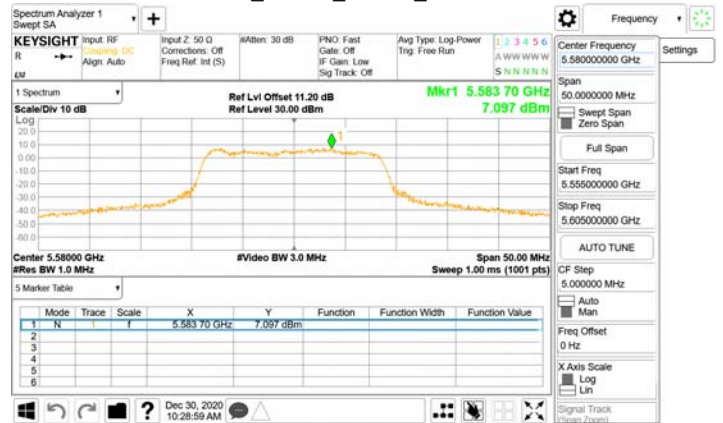 Spectrum Analyzer 1
Swept SA
+
Frequency
KEYSIGHT
R
LW
Input: RF
Coupling: DC
Align: Auto
Input Z: 50 Ω
Corrections: Off
Freq Ref: Int (S)
#Atten: 30 dB
PNO: Fast
Gate: Off
IF Gain: Low
Sig Track: Off
Avg Type: Log-Power
Trig: Free Run
1 2 3 4 5 6
A W W W W W
S N N N N N
Center Frequency
5.580000000 GHz
Settings
Span
50.0000000 MHz
Swept Span
Zero Span
Full Span
Start Freq
5.555000000 GHz
Stop Freq
5.605000000 GHz
AUTO TUNE
CF Step
5.000000 MHz
Auto
Man
Freq Offset
0 Hz
X Axis Scale
Log
Lin
Signal Track
(Span Zoom)
1 Spectrum
Scale/Div 10 dB
Log
Ref Lvl Offset 11.20 dB
Ref Level 30.00 dBm
Mkr1 5.583 70 GHz
7.097 dBm
1
20.0
10.0
0.00
-10.0
-20.0
-30.0
-40.0
-50.0
-60.0
Center 5.58000 GHz
#Res BW 1.0 MHz
#Video BW 3.0 MHz
Span 50.00 MHz
Sweep 1.00 ms (1001 pts)
5 Marker Table
Mode Trace Scale X Y Function Function Width Function Value
1 N 1 f 5.583 70 GHz 7.097 dBm
2
3
4
5
6
?
Dec 30, 2020
10:28:59 AM